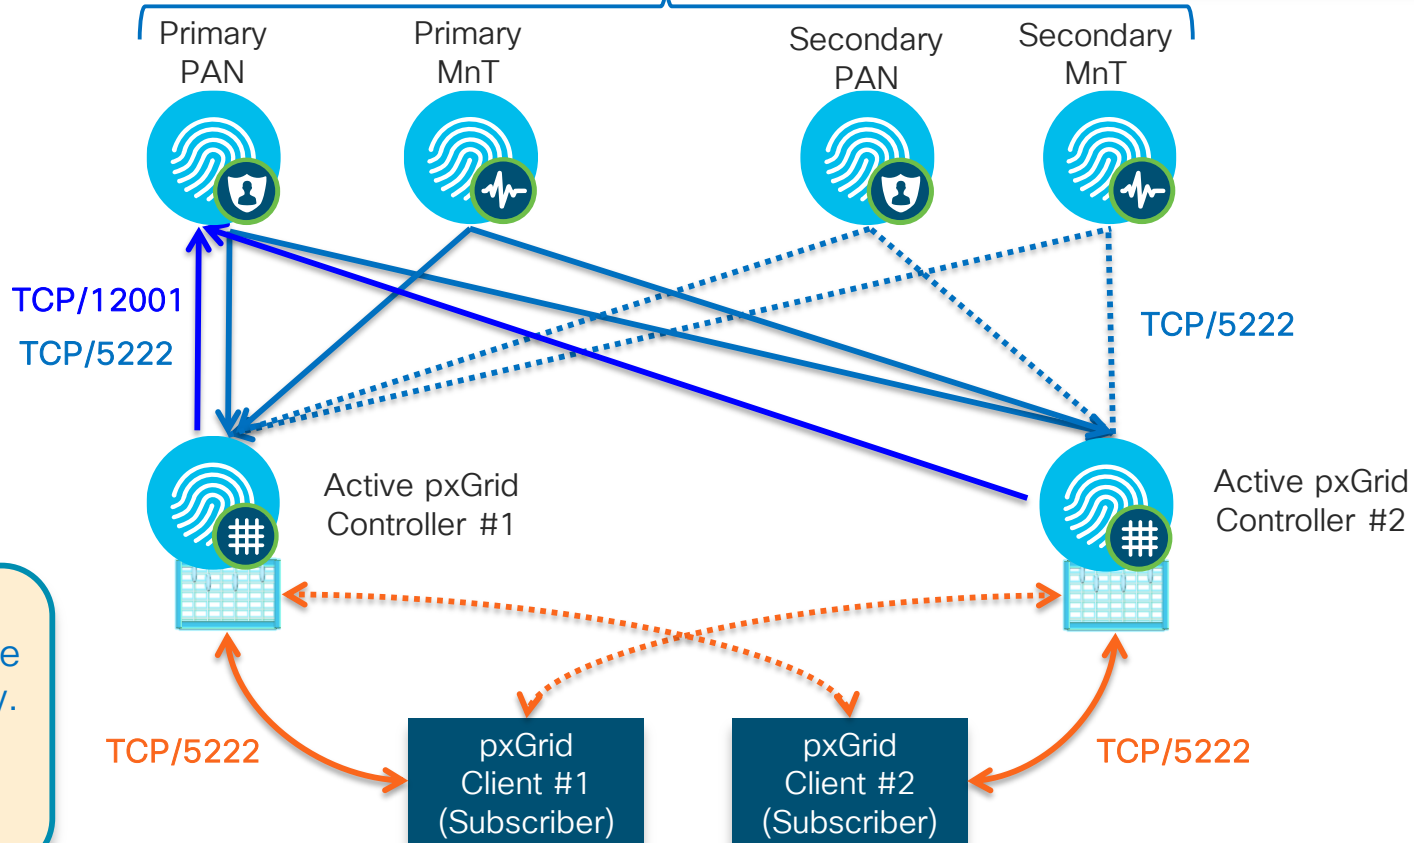 Primary
PAN
Primary
MnT
Secondary
PAN
Secondary
MnT
TCP/12001
TCP/5222
TCP/5222
Active pxGrid
Controller #1
Active pxGrid
Controller #2
e
y.
TCP/5222
TCP/5222
pxGrid
Client #1
(Subscriber)
pxGrid
Client #2
(Subscriber)